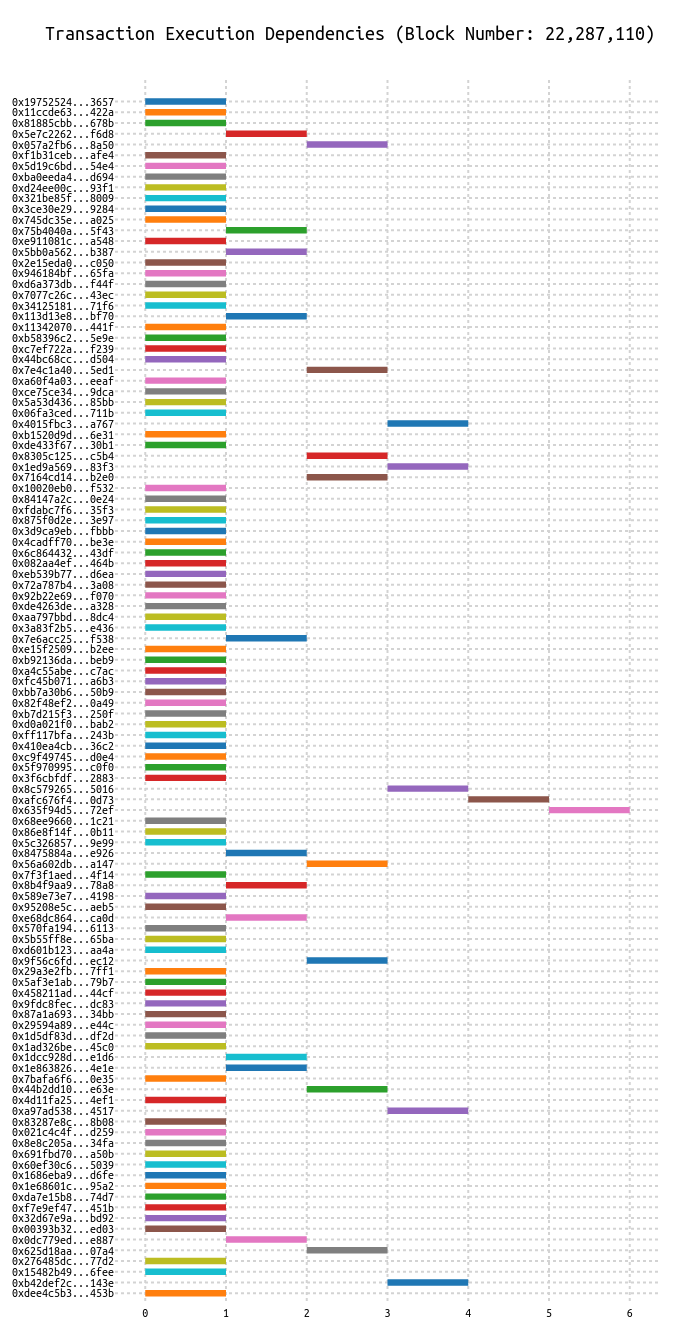 Transaction Execution Dependencies (Block Number: 22,287,110)
0x19752524...3657
0x11ccde63...422a
0x81885cbb...678b
0x5e7c2262...f6d8
0x057a2fb6...8a50
0xf1b31ceb...afe4
0x5d19c6bd...54e4
0xba0eeda4...d694
0xd24ee00c...93f1
0x321be85f...8009
0x3ce30e29...9284
0x745dc35e...a025
0x75b4040a...5f43
0xe911081c...a548
0x5bb0a562...b387
0x2e15eda0...c050
0x946184bf...65fa
0xd6a373db...f44f
0x7077c26c...43ec
0x34125181...71f6
0x113d13e8...bf70
0x11342070...441f
0xb58396c2...5e9e
0xc7ef722a...f239
0x44bc68cc...d504
0x7e4c1a40...5ed1
0xa60f4a03...eeaf
0xce75ce34...9dca
0x5a53d436...85bb
0x06fa3ced...711b
0x4015fbc3...a767
0xb1520d9d...6e31
0xde433f67...30b1
0x8305c125...c5b4
0x1ed9a569...83f3
0x7164cd14...b2e0
0x10020eb0...f532
0x84147a2c...0e24
0xfdabc7f6...35f3
0x875f0d2e...3e97
0x3d9ca9eb...fbbb
0x4cadff70...be3e
0x6c864432...43df
0x082aa4ef...464b
0xeb539b77...d6ea
0x72a787b4...3a08
0x92b22e69...f070
0xde4263de...a328
0xaa797bbd...8dc4
0x3a83f2b5...e436
0x7e6acc25...f538
0xe15f2509...b2ee
0xb92136da...beb9
0xa4c55abe...c7ac
0xfc45b071...a6b3
0xbb7a30b6...50b9
0x82f48ef2...0a49
0xb7d215f3...250f
0xd0a021f0...bab2
0xff117bfa...243b
0x410ea4cb...36c2
0xc9f49745...d0e4
0x5f970995...c0f0
0x3f6cbfdf...2883
0x8c579265...5016
0xafc676f4...0d73
0x635f94d5...72ef
0x68ee9660...1c21
0x86e8f14f...0b11
0x5c326857...9e99
0x8475884a...e926
0x56a602db...a147
0x7f3f1aed...4f14
0x8b4f9aa9...78a8
0x589e73e7...4198
0x95208e5c...aeb5
0xe68dc864...ca0d
0x570fa194...6113
0x5b55ff8e...65ba
0xd601b123...aa4a
0x9f56c6fd...ec12
0x29a3e2fb...7ff1
0x5af3e1ab...79b7
0x458211ad...44cf
0x9fdc8fec...dc83
0x87a1a693...34bb
0x29594a89...e44c
0x1d5df83d...df2d
0x1ad326be...45c0
0x1dcc928d...e1d6
0x1e863826...4e1e
0x7bafa6f6...0e35
0x44b2dd10...e63e
0x4d11fa25...4ef1
0xa97ad538...4517
0x83287e8c...8b08
0x021c4c4f...d259
0x8e8c205a...34fa
0x691fbd70...a50b
0x60ef30c6...5039
0x1686eba9...d6fe
0x1e68601c...95a2
0xda7e15b8...74d7
0xf7e9ef47...451b
0x32d67e9a...bd92
0x00393b32...ed03
0x0dc779ed...e887
0x625d18aa...07a4
0x276485dc...77d2
0x15482b49...6fee
0xb42def2c...143e
0xdee4c5b3...453b
0 1 2 3 4 5 6